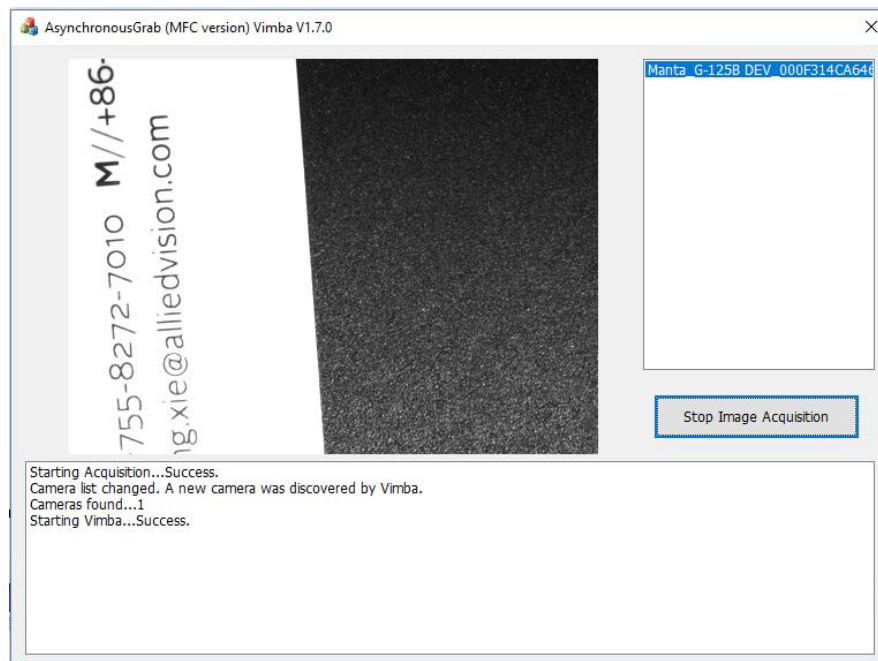 AsynchronousGrab (MFC version) Vimba V1.7.0
M//+86-
755-8272-7010
ng.xie@alliedvision.com
Manta_G-125B DEV_000F314CA646
Stop Image Acquisition
Starting Acquisition...Success.
Camera list changed. A new camera was discovered by Vimba.
Cameras found...1
Starting Vimba...Success.